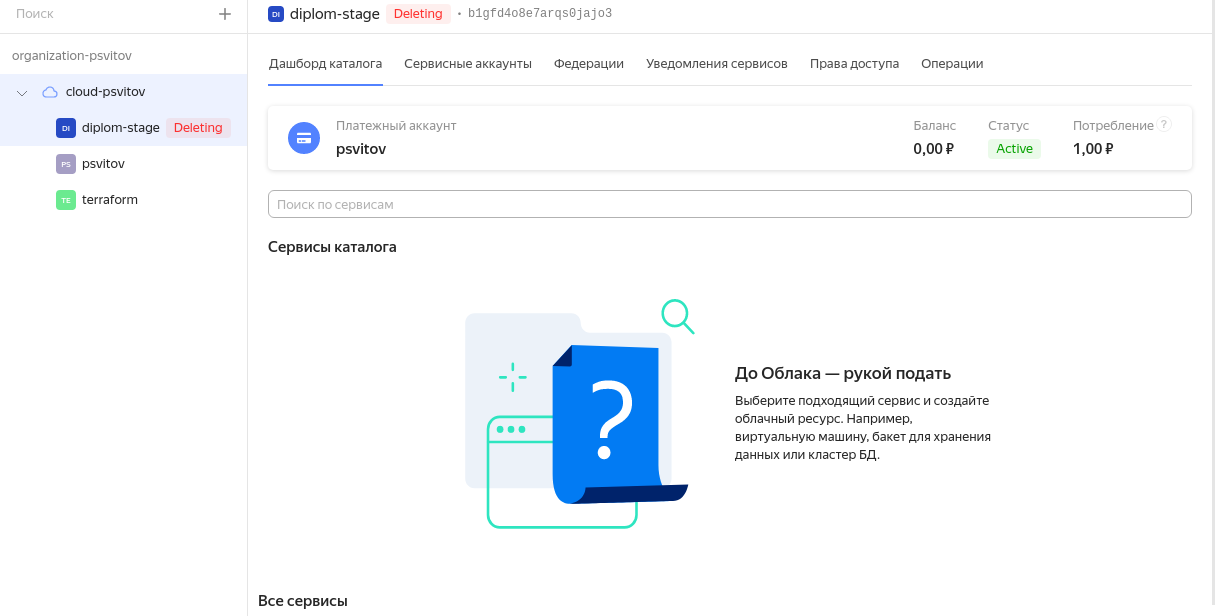 Поиск
organization-psvitov
cloud-psvitov
DI diplom-stage Deleting
PS psvitov
TE terraform
DI diplom-stage Deleting · b1gfd4o8e7arqs0jajo3
Дашборд каталога Сервисные аккаунты Федерации Уведомления сервисов Права доступа Операции
Платежный аккаунт Баланс Статус Потребление ?
psvitov 0,00 ₽ Active 1,00 ₽
Поиск по сервисам
Сервисы каталога
?
До Облака — рукой подать
Выберите подходящий сервис и создайте
облачный ресурс. Например,
виртуальную машину, бакет для хранения
данных или кластер БД.
Все сервисы